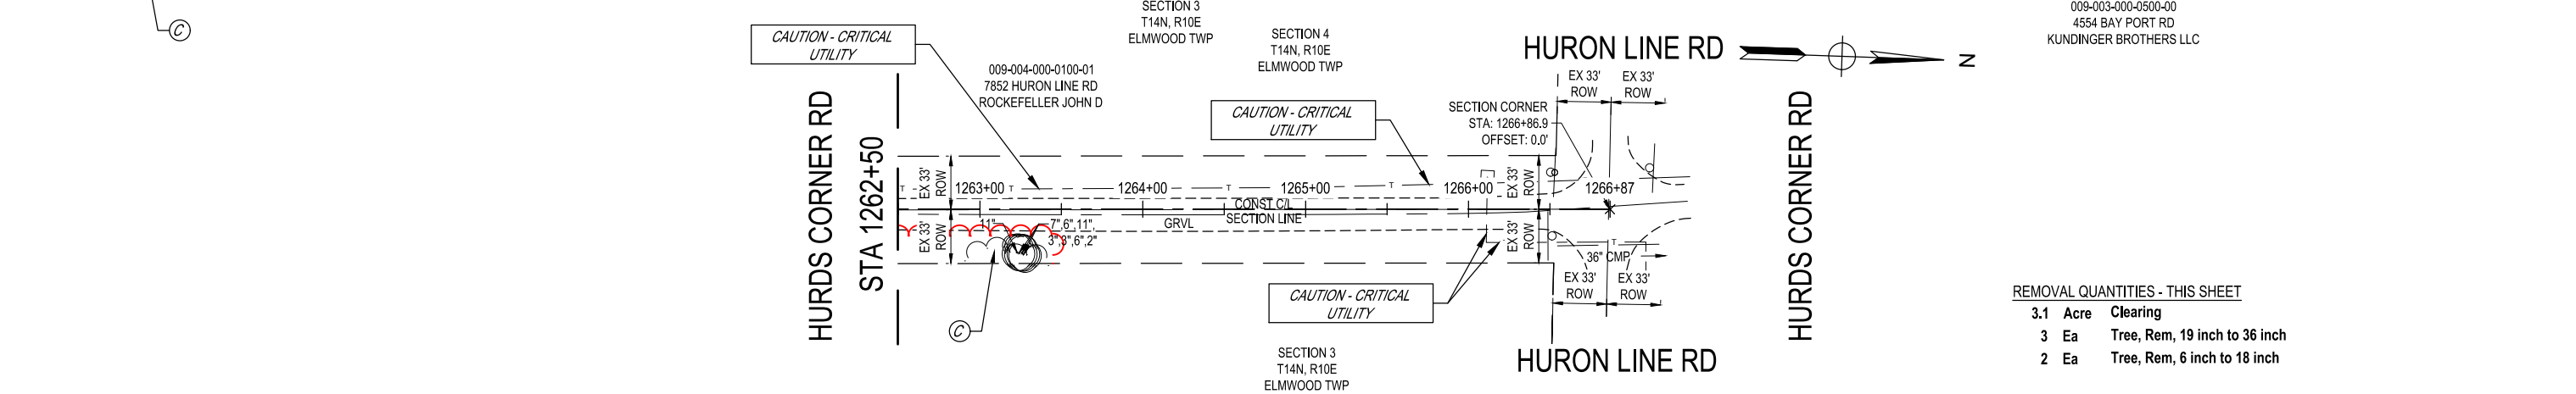 C
SECTION 3
T14N, R10E
ELMWOOD TWP
SECTION 4
T14N, R10E
ELMWOOD TWP
009-003-000-0500-00
4554 BAY PORT RD
KUNDINGER BROTHERS LLC
CAUTION - CRITICAL
UTILITY
009-004-000-0100-01
7852 HURON LINE RD
ROCKEFELLER JOHN D
CAUTION - CRITICAL
UTILITY
HURON LINE RD
N
EX 33'
ROW
EX 33'
ROW
SECTION CORNER
STA: 1266+86.9
OFFSET: 0.0'
HURDS CORNER RD
STA 1262+50
T
EX 33'
ROW
1263+00
T
1264+00
T
1265+00
T
1266+00
EX 33'
ROW
1266+87
CONST C/L
SECTION LINE
GRVL
EX 33'
ROW
11"
7",6",11",
3",3",6",2"
EX 33'
ROW
T
36" CMP
EX 33'
ROW
EX 33'
ROW
C
CAUTION - CRITICAL
UTILITY
SECTION 3
T14N, R10E
ELMWOOD TWP
HURON LINE RD
HURDS CORNER RD
REMOVAL QUANTITIES - THIS SHEET
3.1 Acre Clearing
3 Ea Tree, Rem, 19 inch to 36 inch
2 Ea Tree, Rem, 6 inch to 18 inch